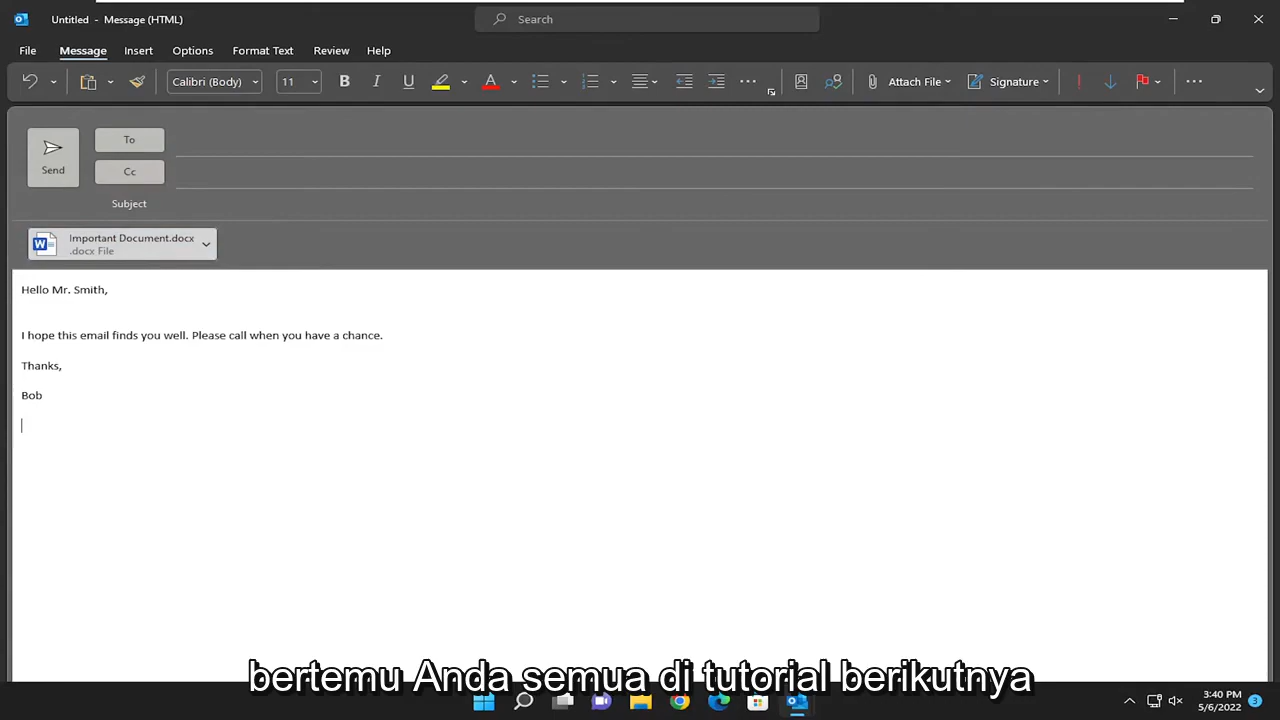 Untitled - Message (HTML)
Search
File Message Insert Options Format Text Review Help
Calibri (Body) 11 B I U A Attach File Signature
To
Send
Cc
Subject
Important Document.docx
.docx File
Hello Mr. Smith,
I hope this email finds you well. Please call when you have a chance.
Thanks,
Bob
bertemu Anda semua di tutorial berikutnya
3:40 PM
5/6/2022
3